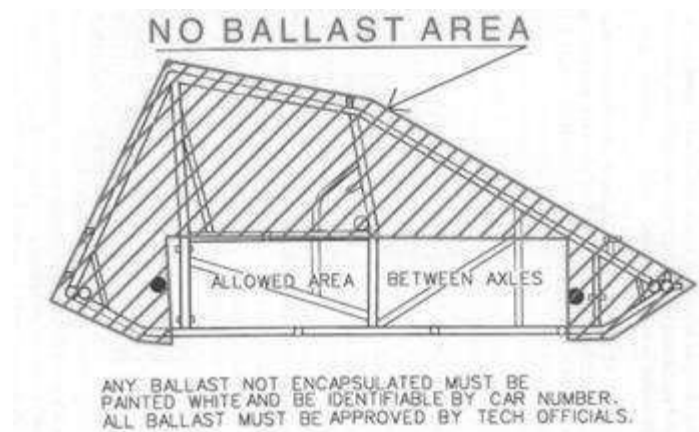 NO BALLAST AREA
ALLOWED AREA BETWEEN AXLES
ANY BALLAST NOT ENCAPSULATED MUST BE
PAINTED WHITE AND BE IDENTIFIABLE BY CAR NUMBER.
ALL BALLAST MUST BE APPROVED BY TECH OFFICIALS.